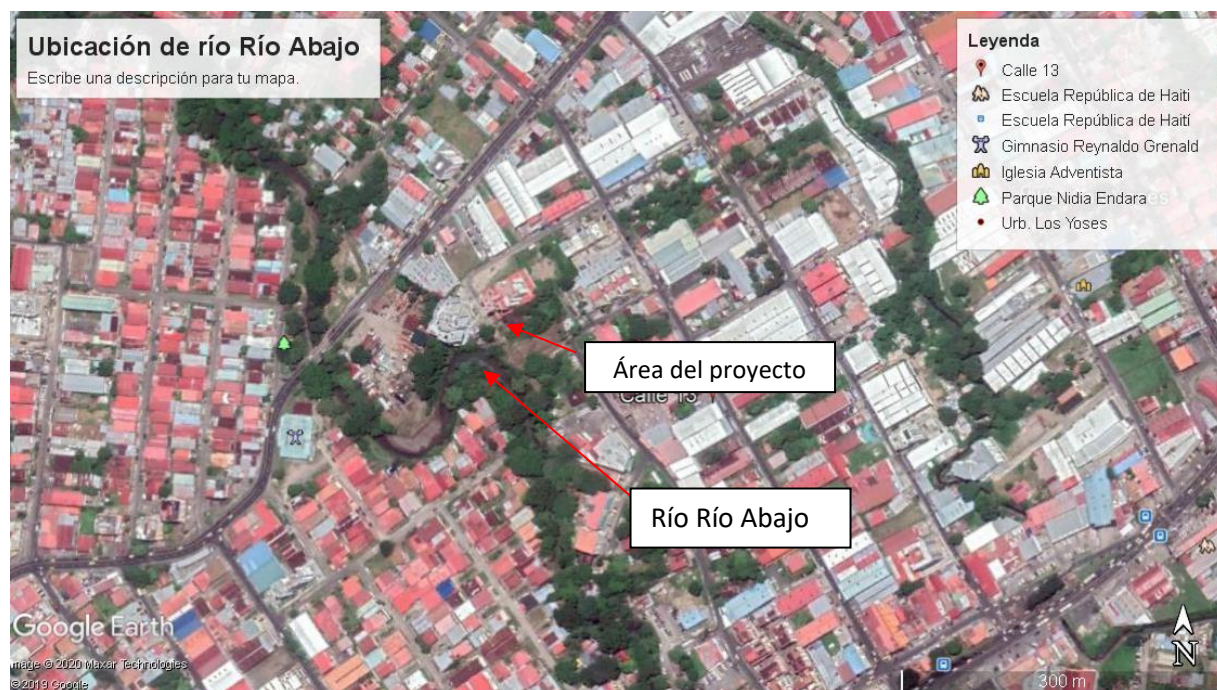 Ubicación de río Río Abajo
Escribe una descripción para tu mapa.
Leyenda
Calle 13
Escuela República de Haiti
Escuela República de Haití
Gimnasio Reynaldo Grenald
Iglesia Adventista
Parque Nidia Endara
Urb. Los Yoses
Área del proyecto
Calle 13
Río Río Abajo
Google Earth
Image © 2020 Maxar Technologies
© 2019 Google
N
300 m